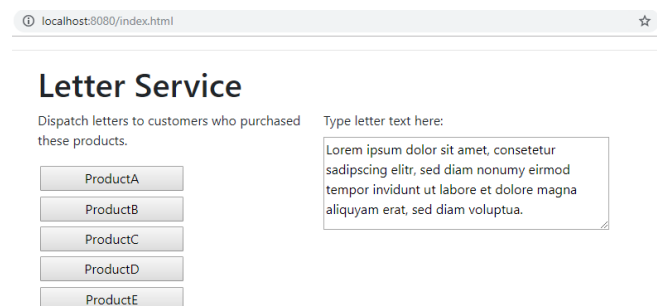 localhost:8080/index.html
Letter Service
Dispatch letters to customers who purchased
these products.
Type letter text here:
Lorem ipsum dolor sit amet, consetetur
sadipscing elitr, sed diam nonumy eirmod
tempor invidunt ut labore et dolore magna
aliquyam erat, sed diam voluptua.
ProductA
ProductB
ProductC
ProductD
ProductE